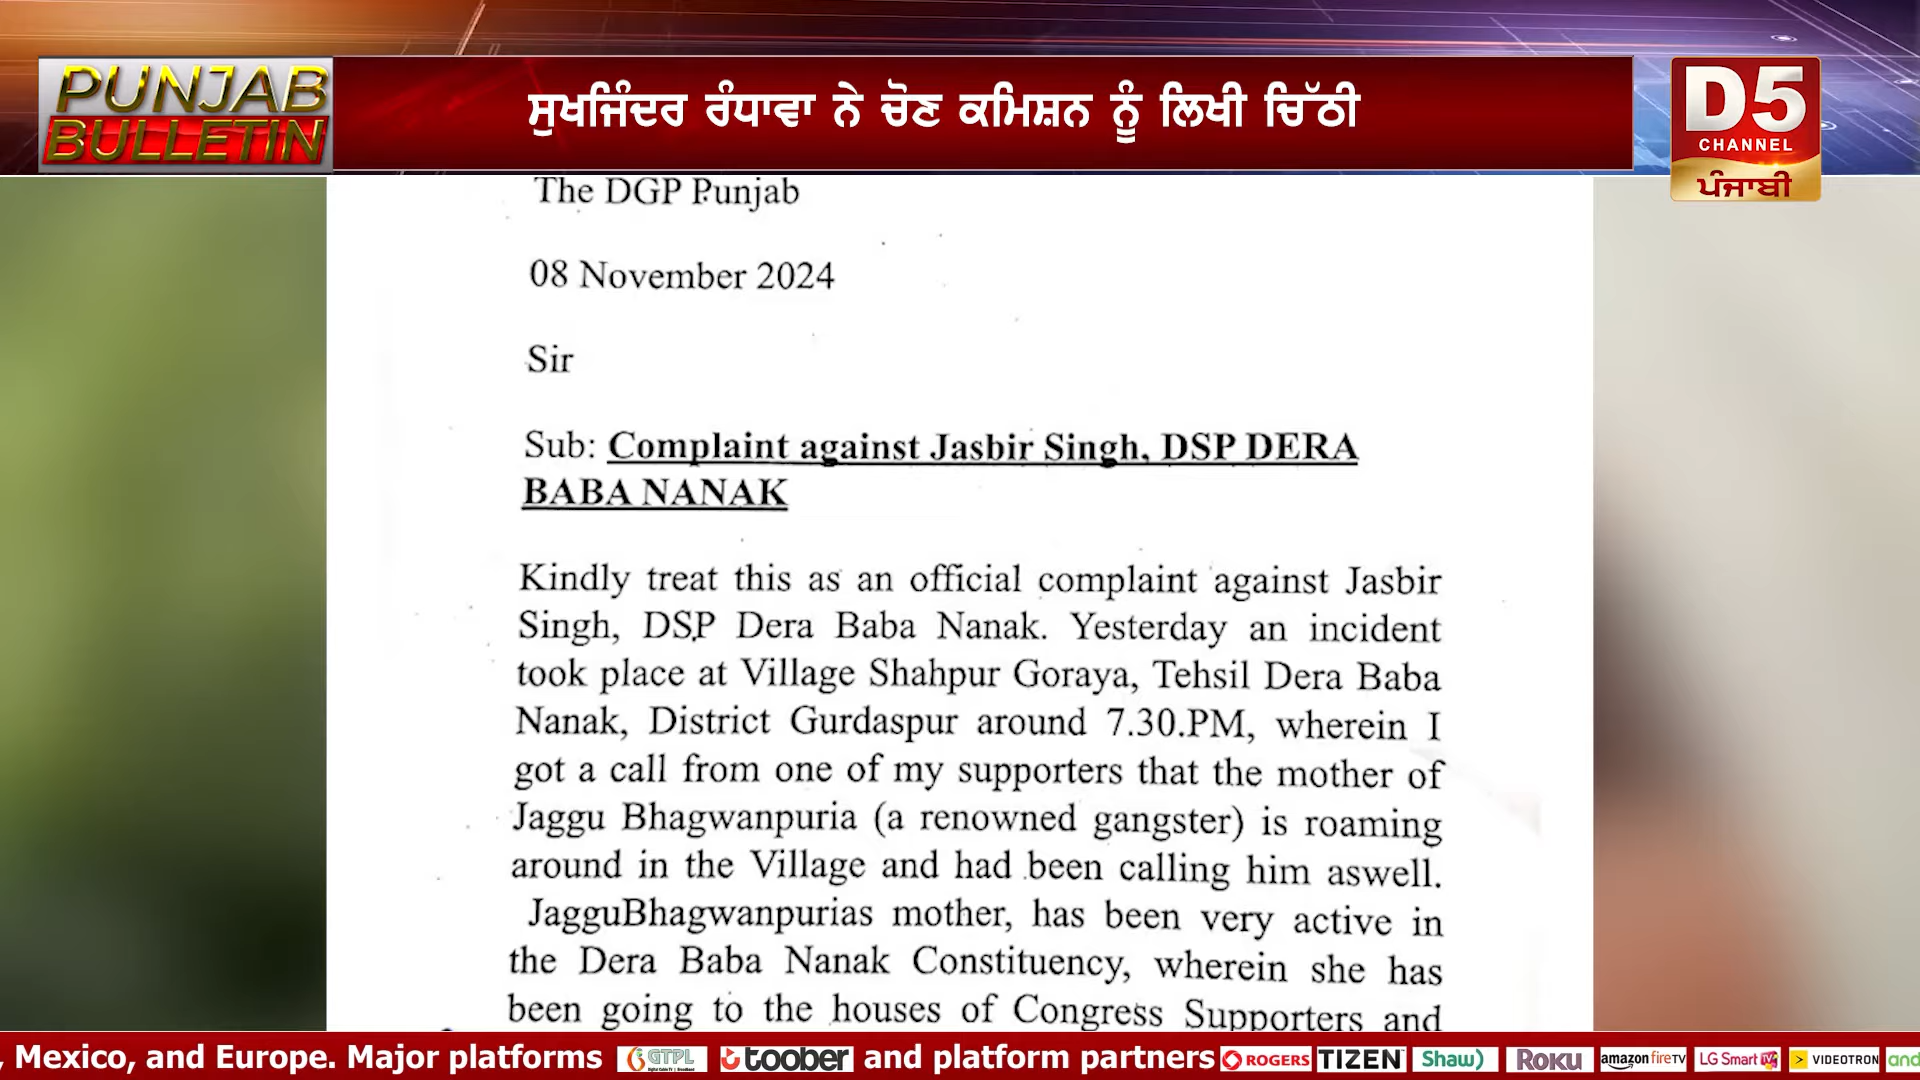 PUNJAB
BULLETIN
ਸੁਖਜਿੰਦਰ ਰੰਧਾਵਾ ਨੇ ਚੋਣ ਕਮਿਸ਼ਨ ਨੂੰ ਲਿਖੀ ਚਿੱਠੀ
D5
CHANNEL
ਪੰਜਾਬੀ
The DGP Punjab
08 November 2024
Sir
Sub: Complaint against Jasbir Singh, DSP DERA
BABA NANAK
Kindly treat this as an official complaint against Jasbir
Singh, DSP Dera Baba Nanak. Yesterday an incident
took place at Village Shahpur Goraya, Tehsil Dera Baba
Nanak, District Gurdaspur around 7.30.PM, wherein I
got a call from one of my supporters that the mother of
Jaggu Bhagwanpuria (a renowned gangster) is roaming
around in the Village and had been calling him aswell.
JagguBhagwanpurias mother, has been very active in
the Dera Baba Nanak Constituency, wherein she has
been going to the houses of Congress Supporters and
, Mexico, and Europe. Major platforms GTPL Digital Cable TV | Broadband toober and platform partners ROGERS TIZEN Shaw) ROKU amazon fireTV LG Smart TV VIDEOTRON and